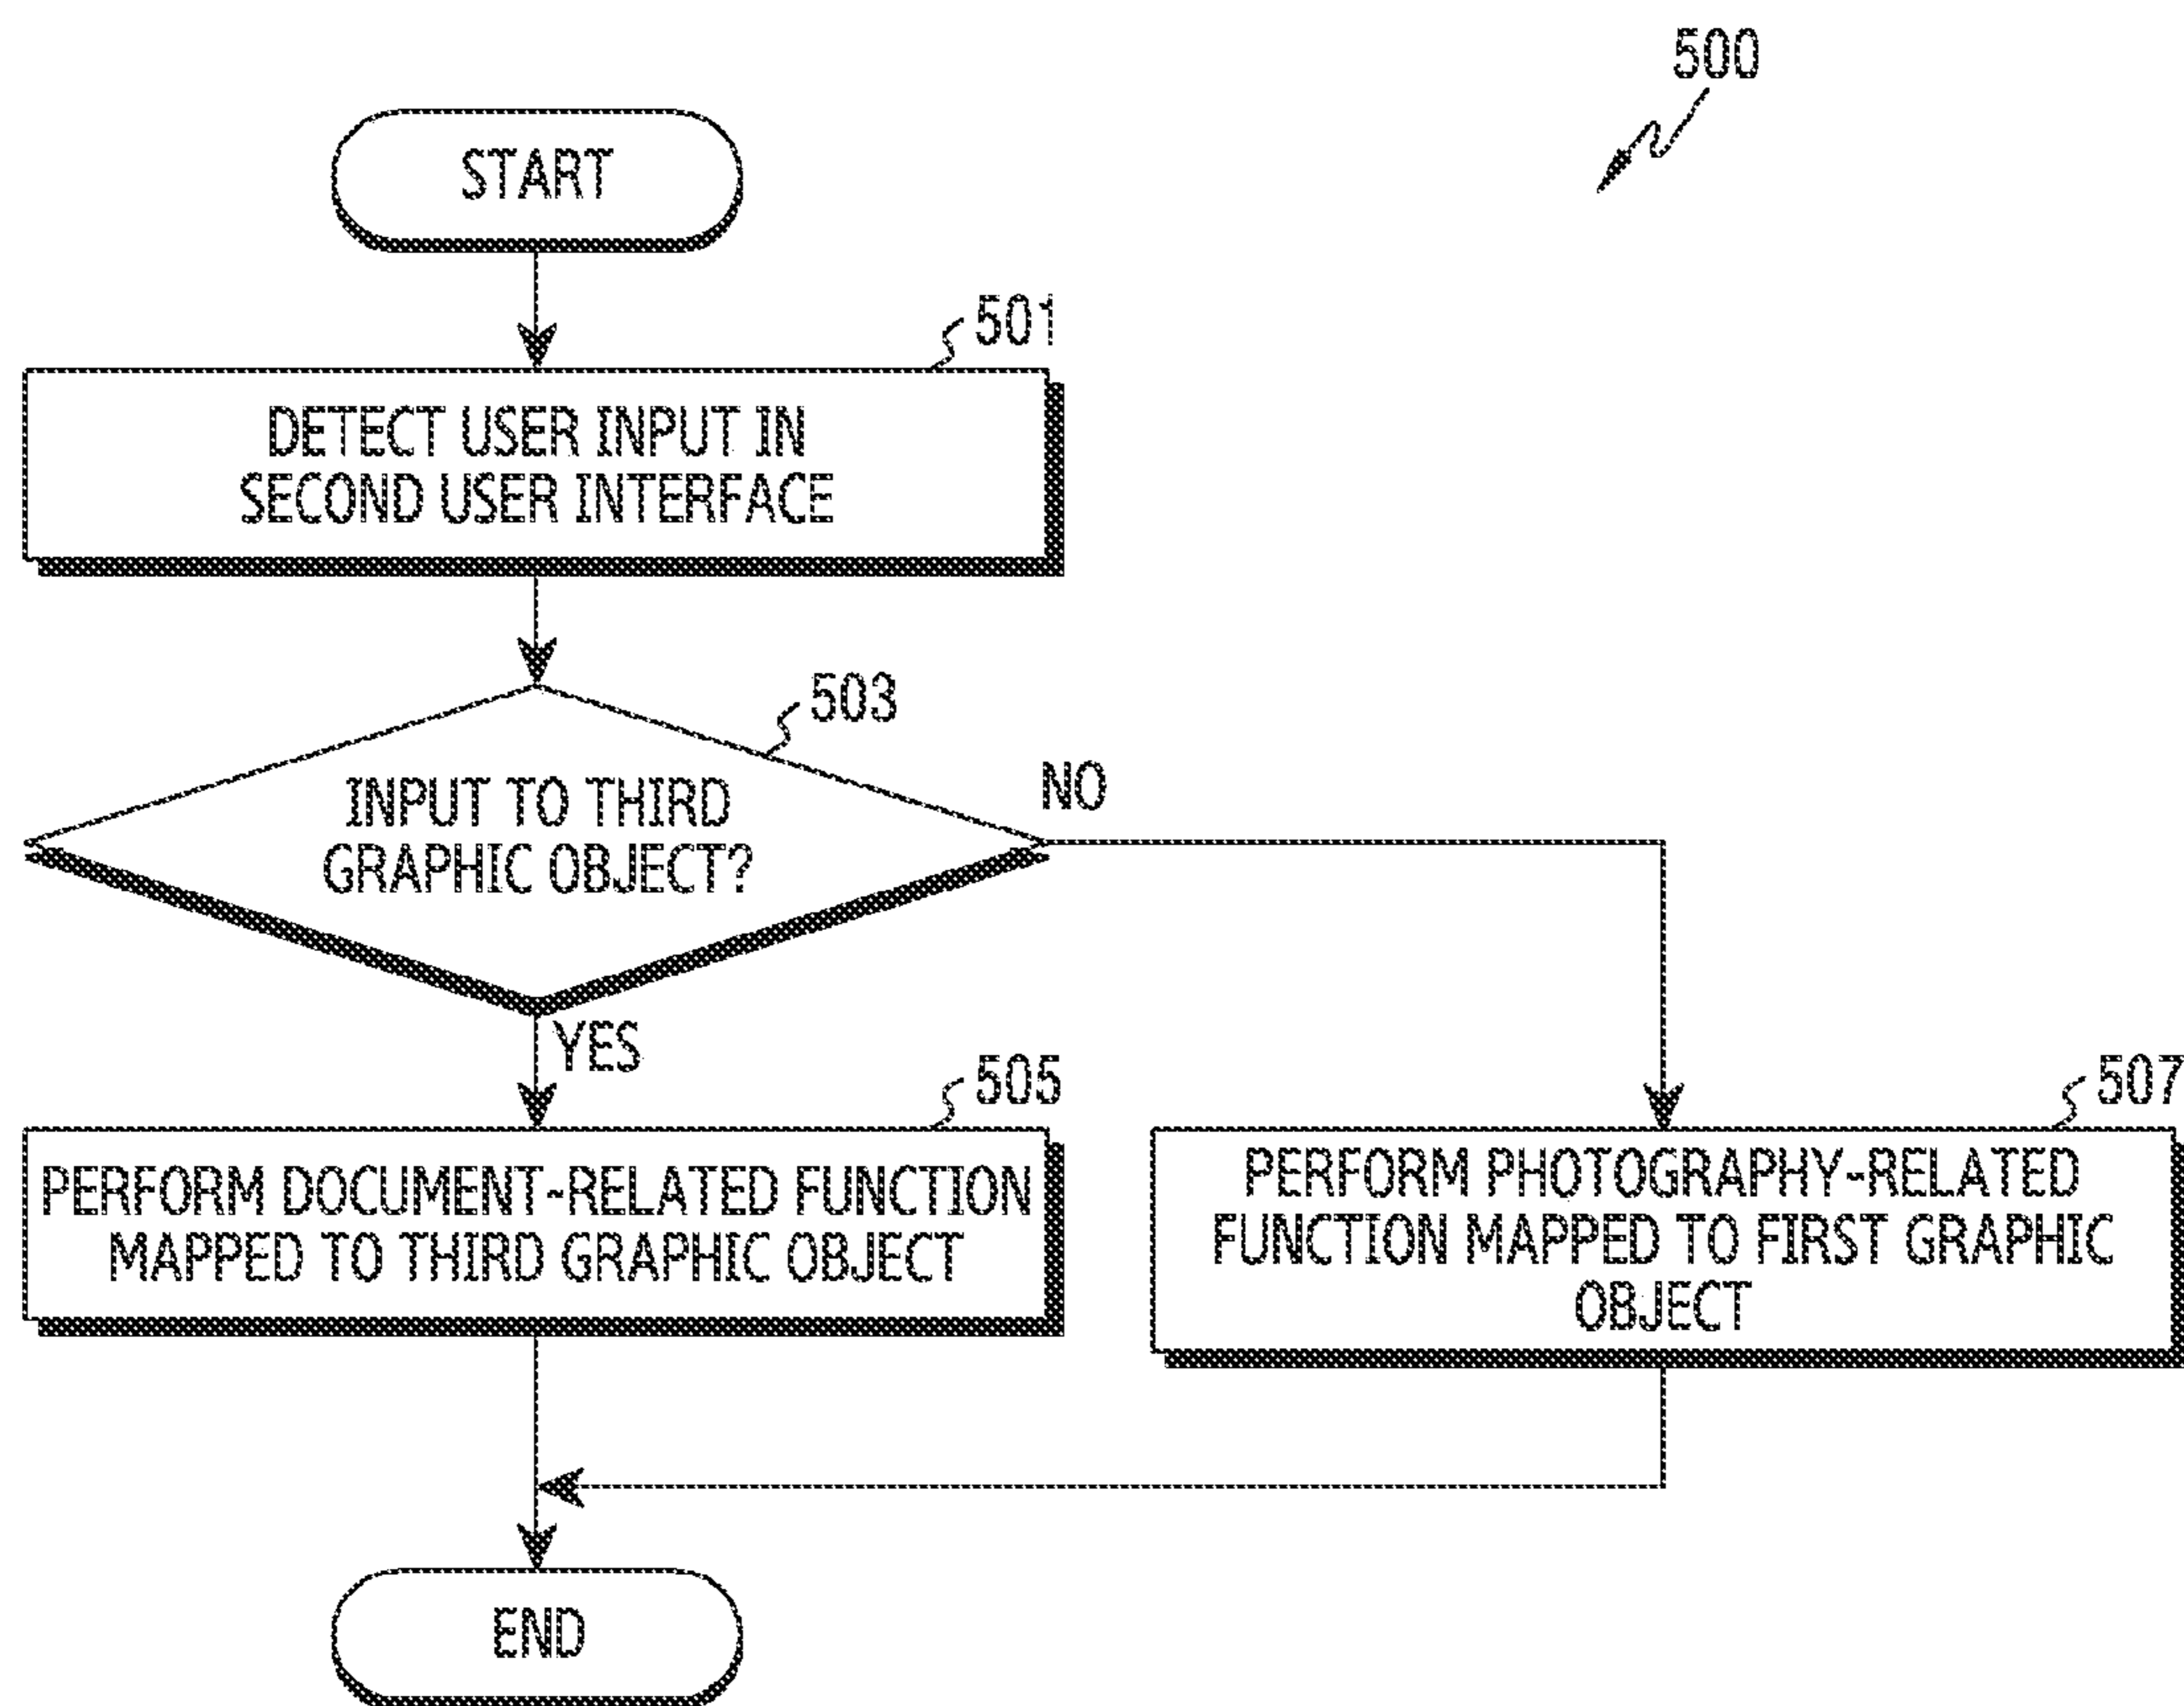 500
START
501
DETECT USER INPUT IN
SECOND USER INTERFACE
503
INPUT TO THIRD
GRAPHIC OBJECT?
NO
YES
505
PERFORM DOCUMENT-RELATED FUNCTION
MAPPED TO THIRD GRAPHIC OBJECT
507
PERFORM PHOTOGRAPHY-RELATED
FUNCTION MAPPED TO FIRST GRAPHIC
OBJECT
END